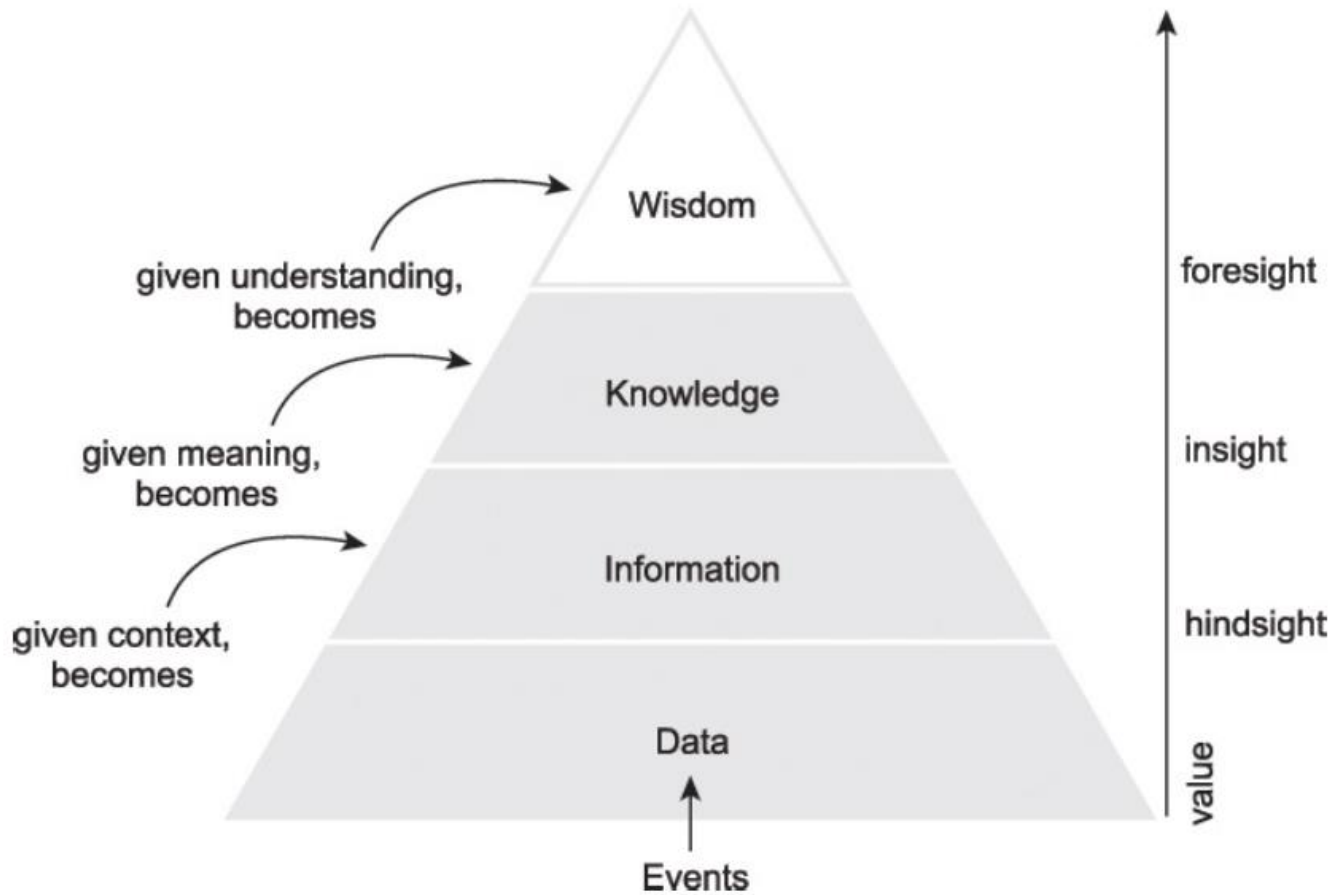 Wisdom
given understanding,
becomes
foresight
Knowledge
given meaning,
becomes
insight
Information
given context,
becomes
hindsight
Data
value
Events